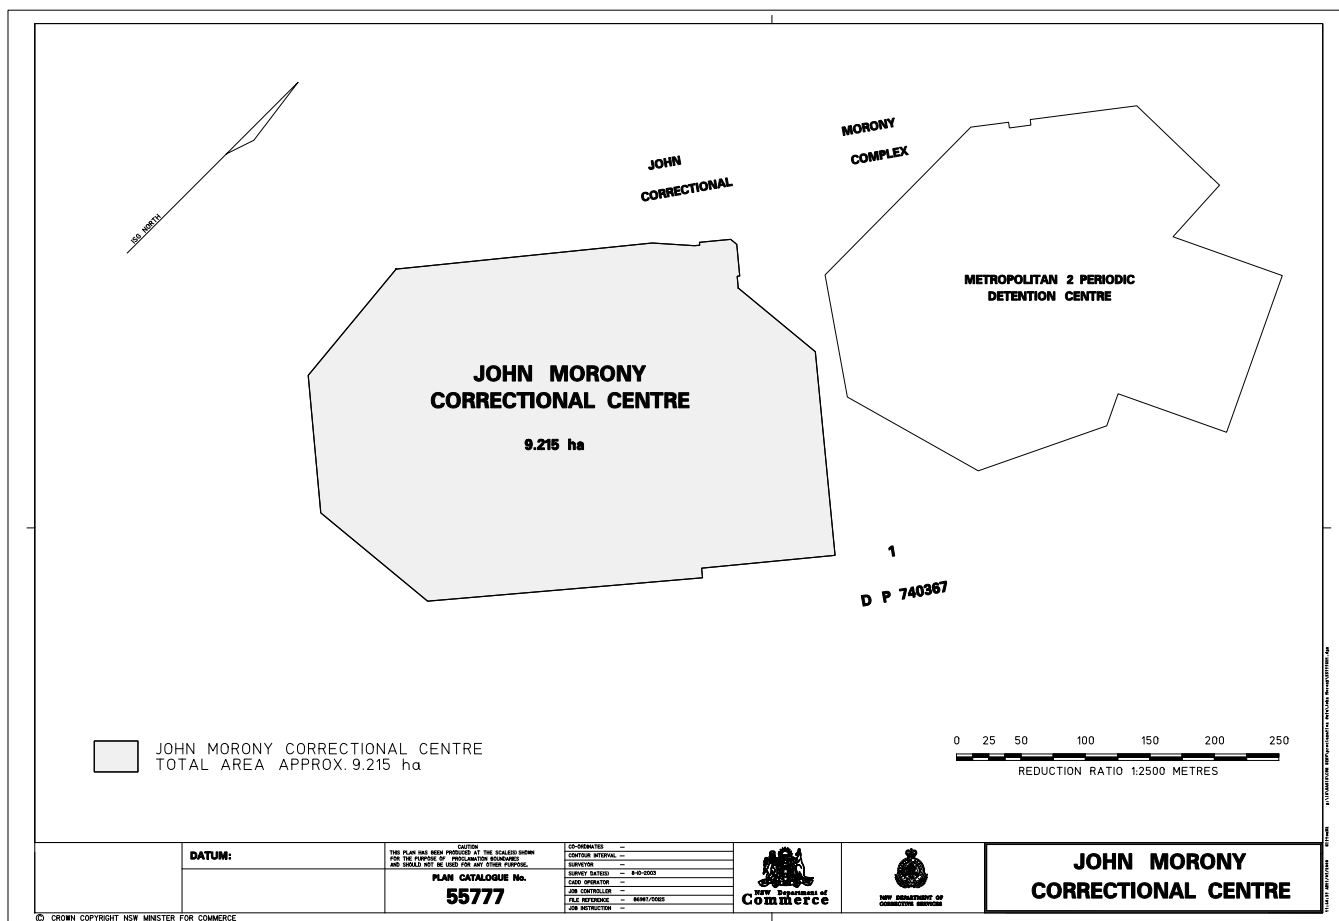 ISG NORTH
JOHN
CORRECTIONAL
MORONY
COMPLEX
METROPOLITAN 2 PERIODIC
DETENTION CENTRE
JOHN MORONY
CORRECTIONAL CENTRE
9.215 ha
1
D P 740367
JOHN MORONY CORRECTIONAL CENTRE
TOTAL AREA APPROX. 9.215 ha
0 25 50 100 150 200 250
REDUCTION RATIO 1:2500 METRES
DATUM:
CAUTION
THIS PLAN HAS BEEN PRODUCED AT THE SCALE(S) SHOWN
FOR THE PURPOSE OF PROCLAMATION BOUNDARIES
AND SHOULD NOT BE USED FOR ANY OTHER PURPOSE.
PLAN CATALOGUE No.
55777
CO-ORDINATES –
CONTOUR INTERVAL –
SURVEYOR –
SURVEY DATE(S) – 8-10-2003
CADD OPERATOR –
JOB CONTROLLER –
FILE REFERENCE –
JOB INSTRUCTION –
NSW Department of
Commerce
NSW DEPARTMENT OF
CORRECTIVE SERVICES
JOHN MORONY
CORRECTIONAL CENTRE
© CROWN COPYRIGHT NSW MINISTER FOR COMMERCE